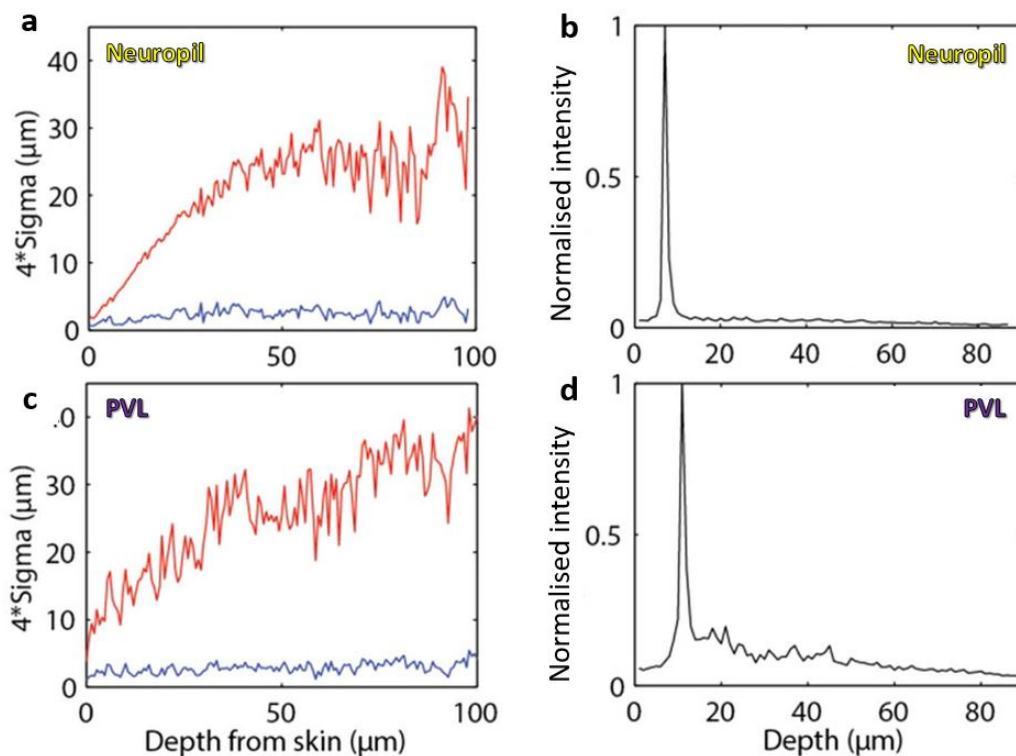 a
Neuropil
4*Sigma (µm)
40
30
20
10
0
0 50 100
b
Neuropil
Normalised intensity
1
0.5
0
0 20 40 60 80
c
PVL
4*Sigma (µm)
.0
30
20
10
0
0 50 100
Depth from skin (µm)
d
PVL
Normalised intensity
1
0.5
0
0 20 40 60 80
Depth (µm)